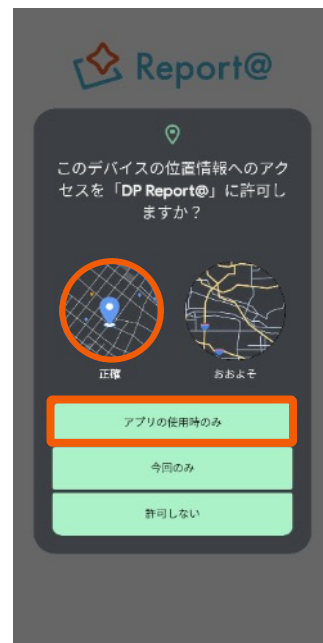 Report@
このデバイスの位置情報へのアク
セスを「DP Report@」に許可し
ますか？
正確
おおよそ
アプリの使用時のみ
今回のみ
許可しない